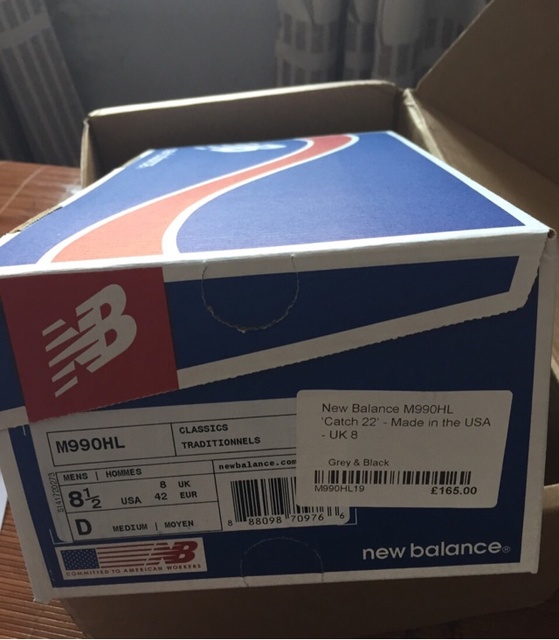 NB
M990HL
CLASSICS
TRADITIONNELS
MENS | HOMMES
8½
USA
8 UK
42 EUR
D
MEDIUM | MOYEN
newbalance.com
8 88098 70976 6
NB
COMMITTED TO AMERICAN WORKERS
New Balance M990HL
'Catch 22' - Made in the USA
- UK 8
Grey & Black
M990HL19
£165.00
new balance®